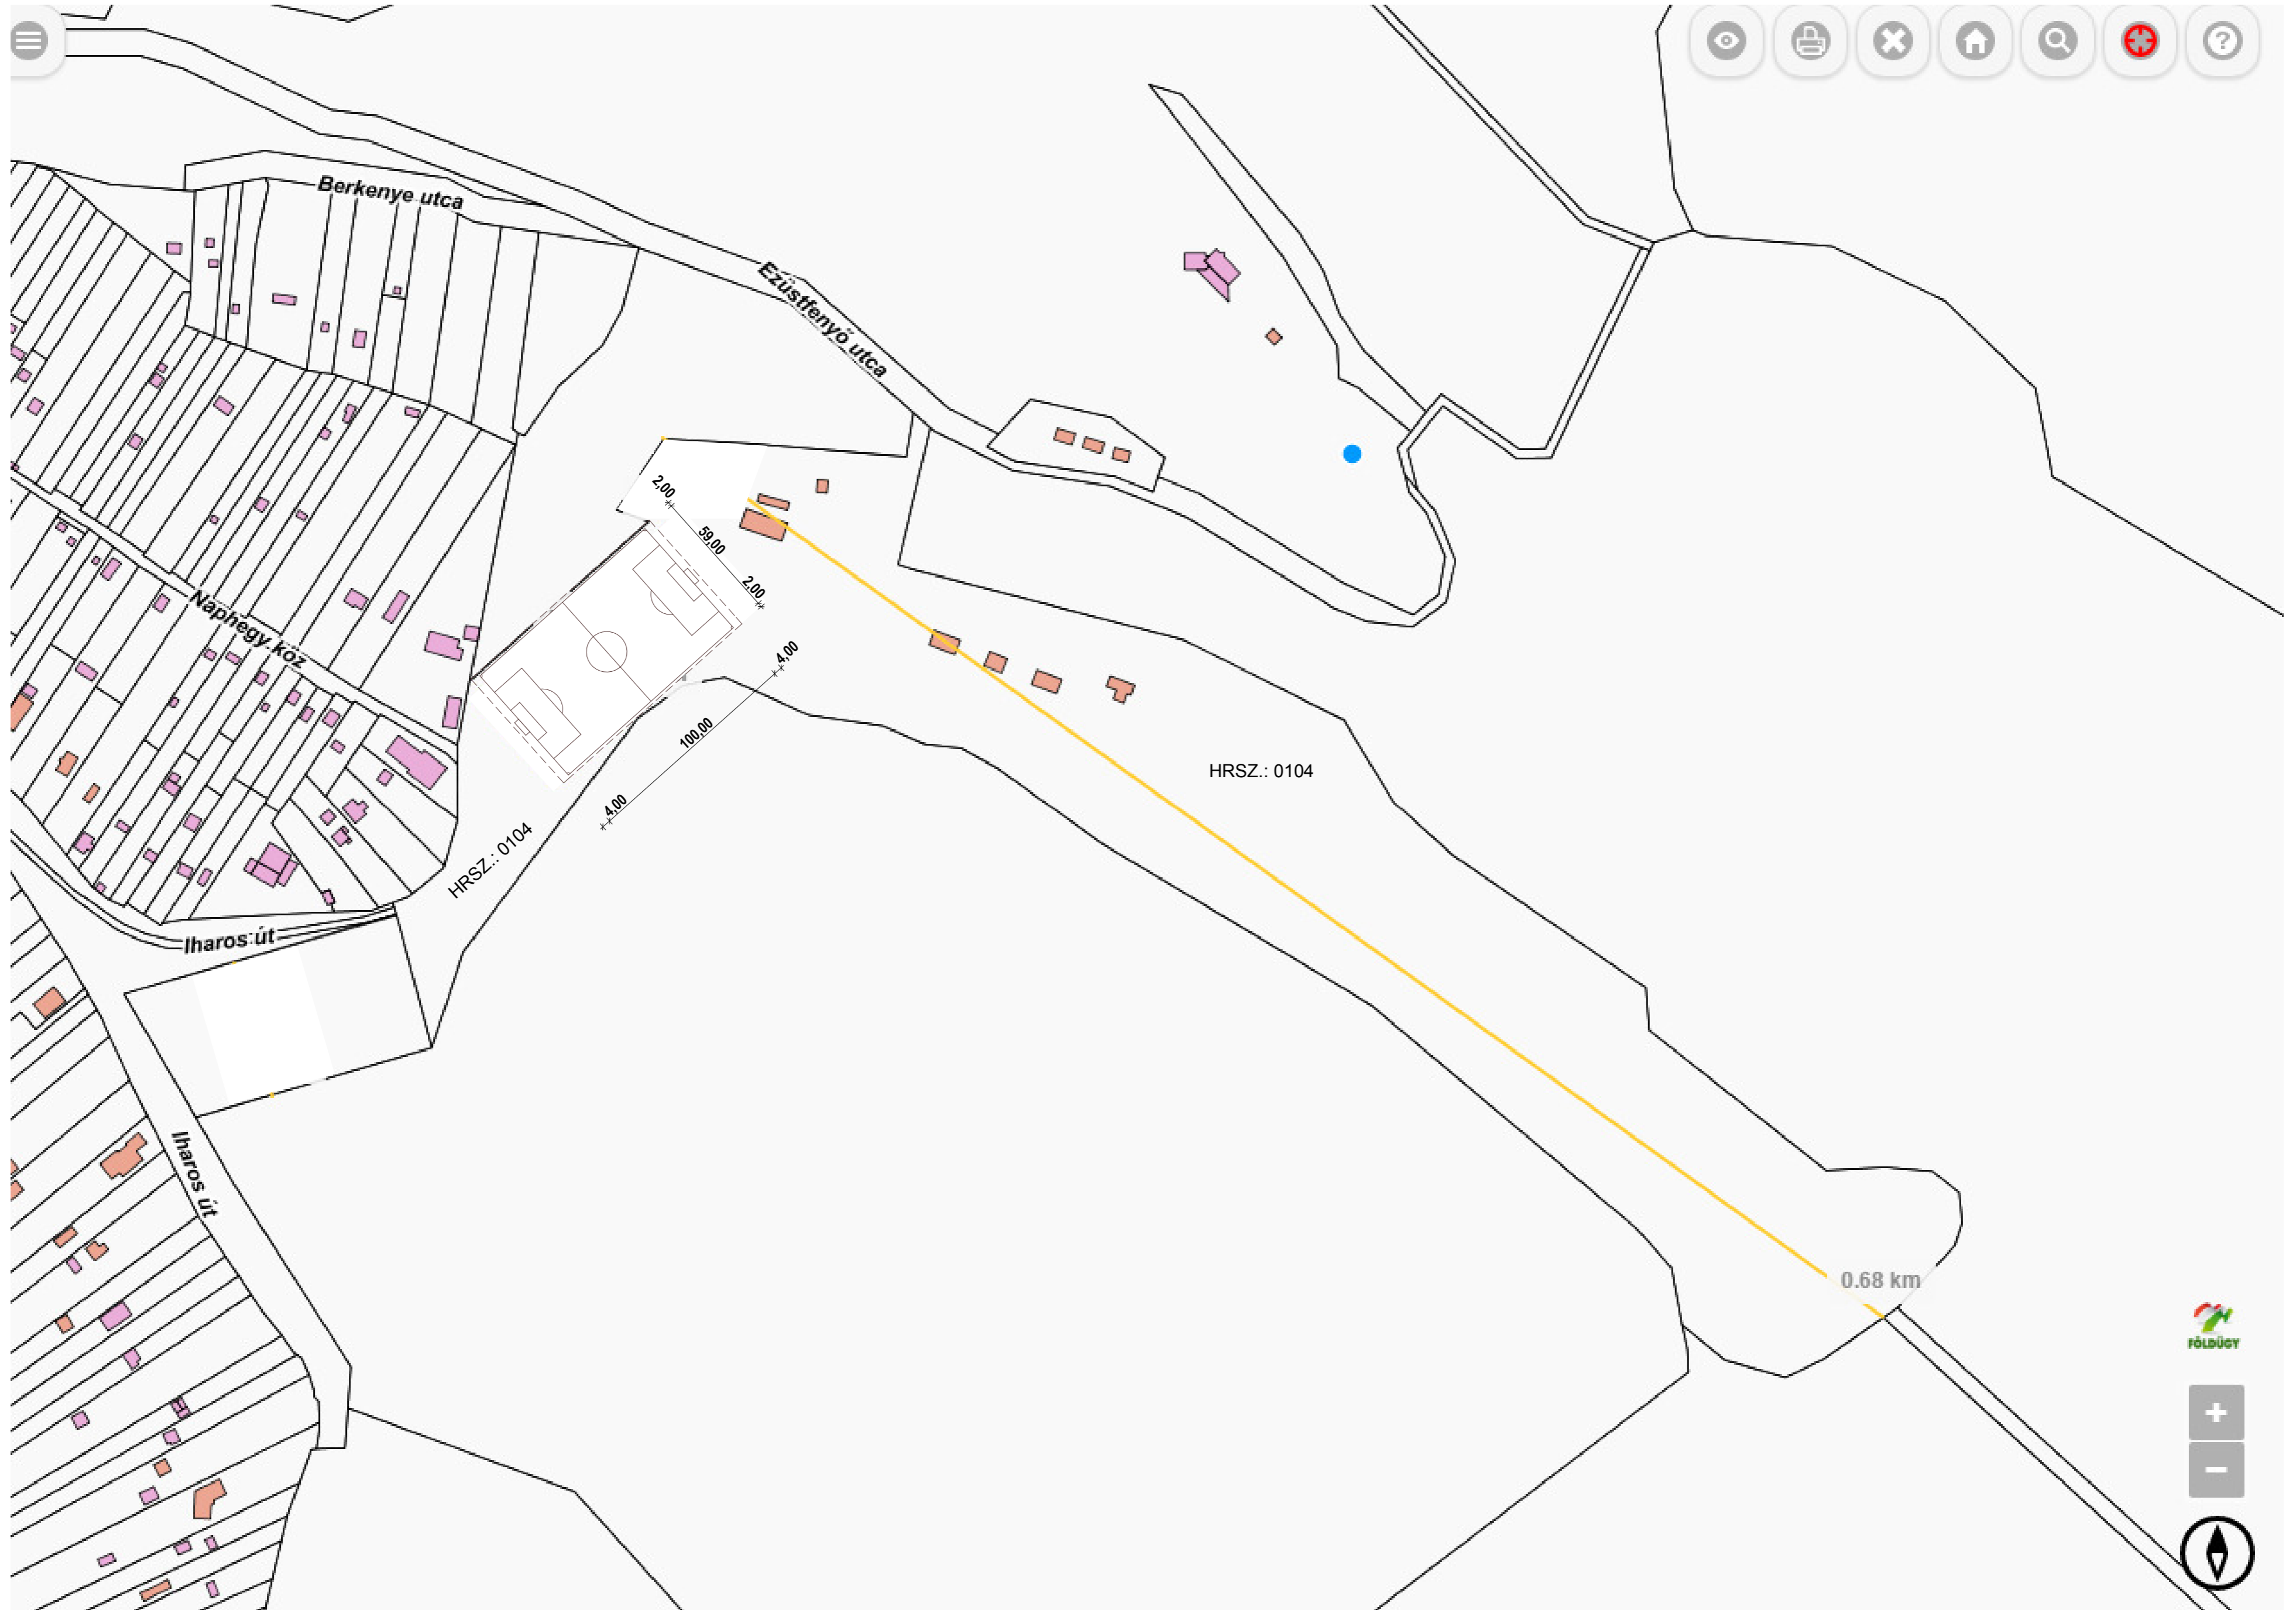 Berkenye utca
Ezüstfenyő utca
2,00
59,00
2,00
Naphegy köz
4,00
100,00
4,00
HRSZ.: 0104
HRSZ.: 0104
Iharos út
Iharos út
0.68 km
FÖLDÜGY